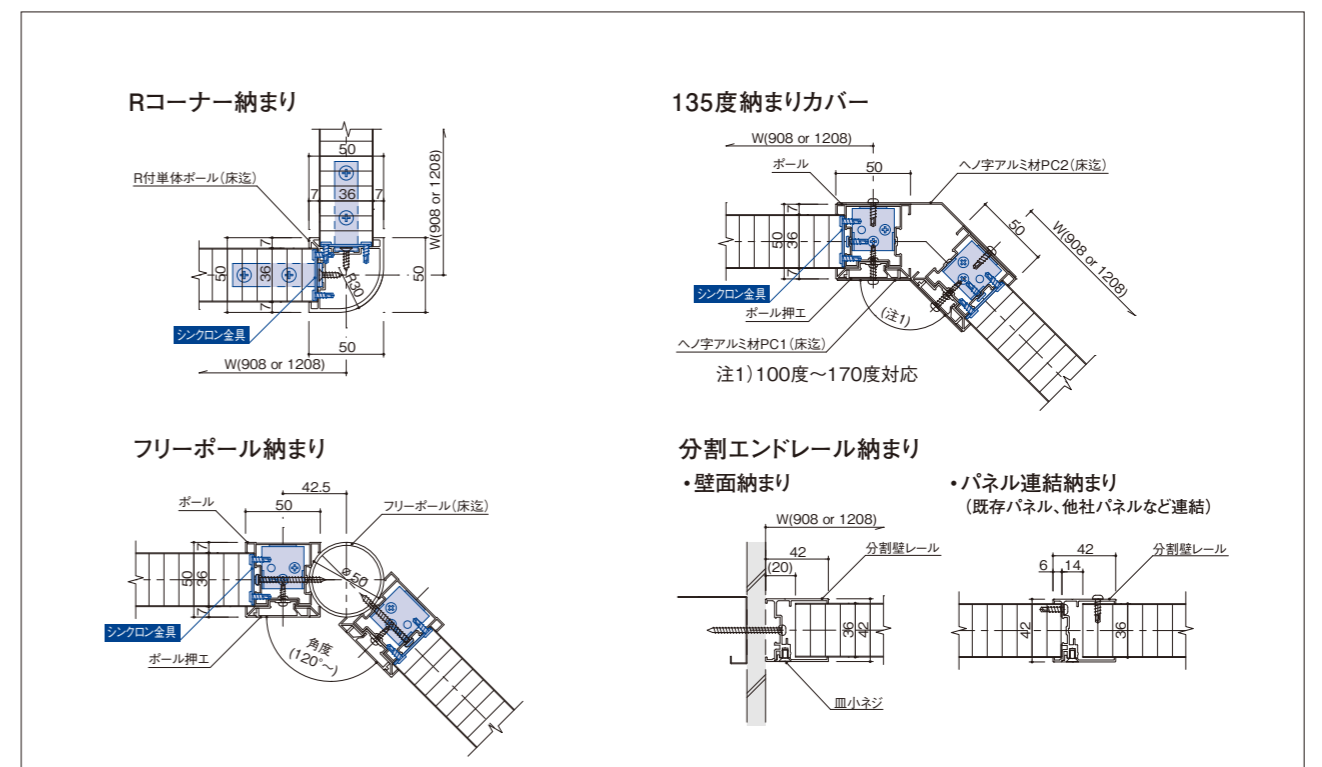 Rコーナー納まり
50
R付単体ポール(床迄)
7 36 7
W(908 or 1208)
7
50
36
7
R30
50
シンクロン金具
50
W(908 or 1208)
135度納まりカバー
W(908 or 1208)
ポール
50
ヘノ字アルミ材PC2(床迄)
7
50
36
7
50
W(908 or 1208)
シンクロン金具
ポール押エ
(注1)
ヘノ字アルミ材PC1(床迄)
注1)100度〜170度対応
フリーポール納まり
42.5
ポール
50
フリーポール(床迄)
7
50
36
7
ø50
シンクロン金具
ポール押エ
角度
(120°〜)
分割エンドレール納まり
・壁面納まり
W(908 or 1208)
42
分割壁レール
(20)
36
42
皿小ネジ
・パネル連結納まり
(既存パネル、他社パネルなど連結)
42
分割壁レール
6 14
42
36